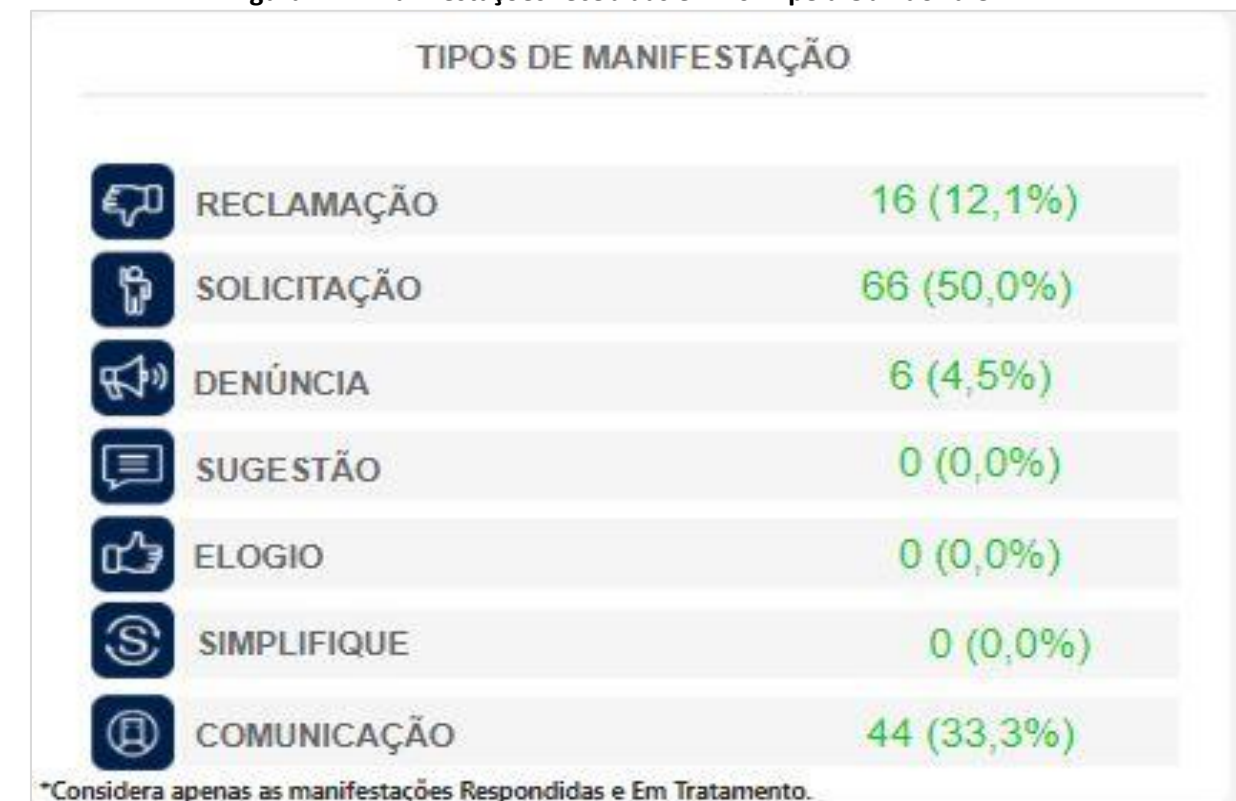 TIPOS DE MANIFESTAÇÃO
RECLAMAÇÃO 16 (12,1%)
SOLICITAÇÃO 66 (50,0%)
DENÚNCIA 6 (4,5%)
SUGESTÃO 0 (0,0%)
ELOGIO 0 (0,0%)
SIMPLIFIQUE 0 (0,0%)
COMUNICAÇÃO 44 (33,3%)
*Considera apenas as manifestações Respondidas e Em Tratamento.